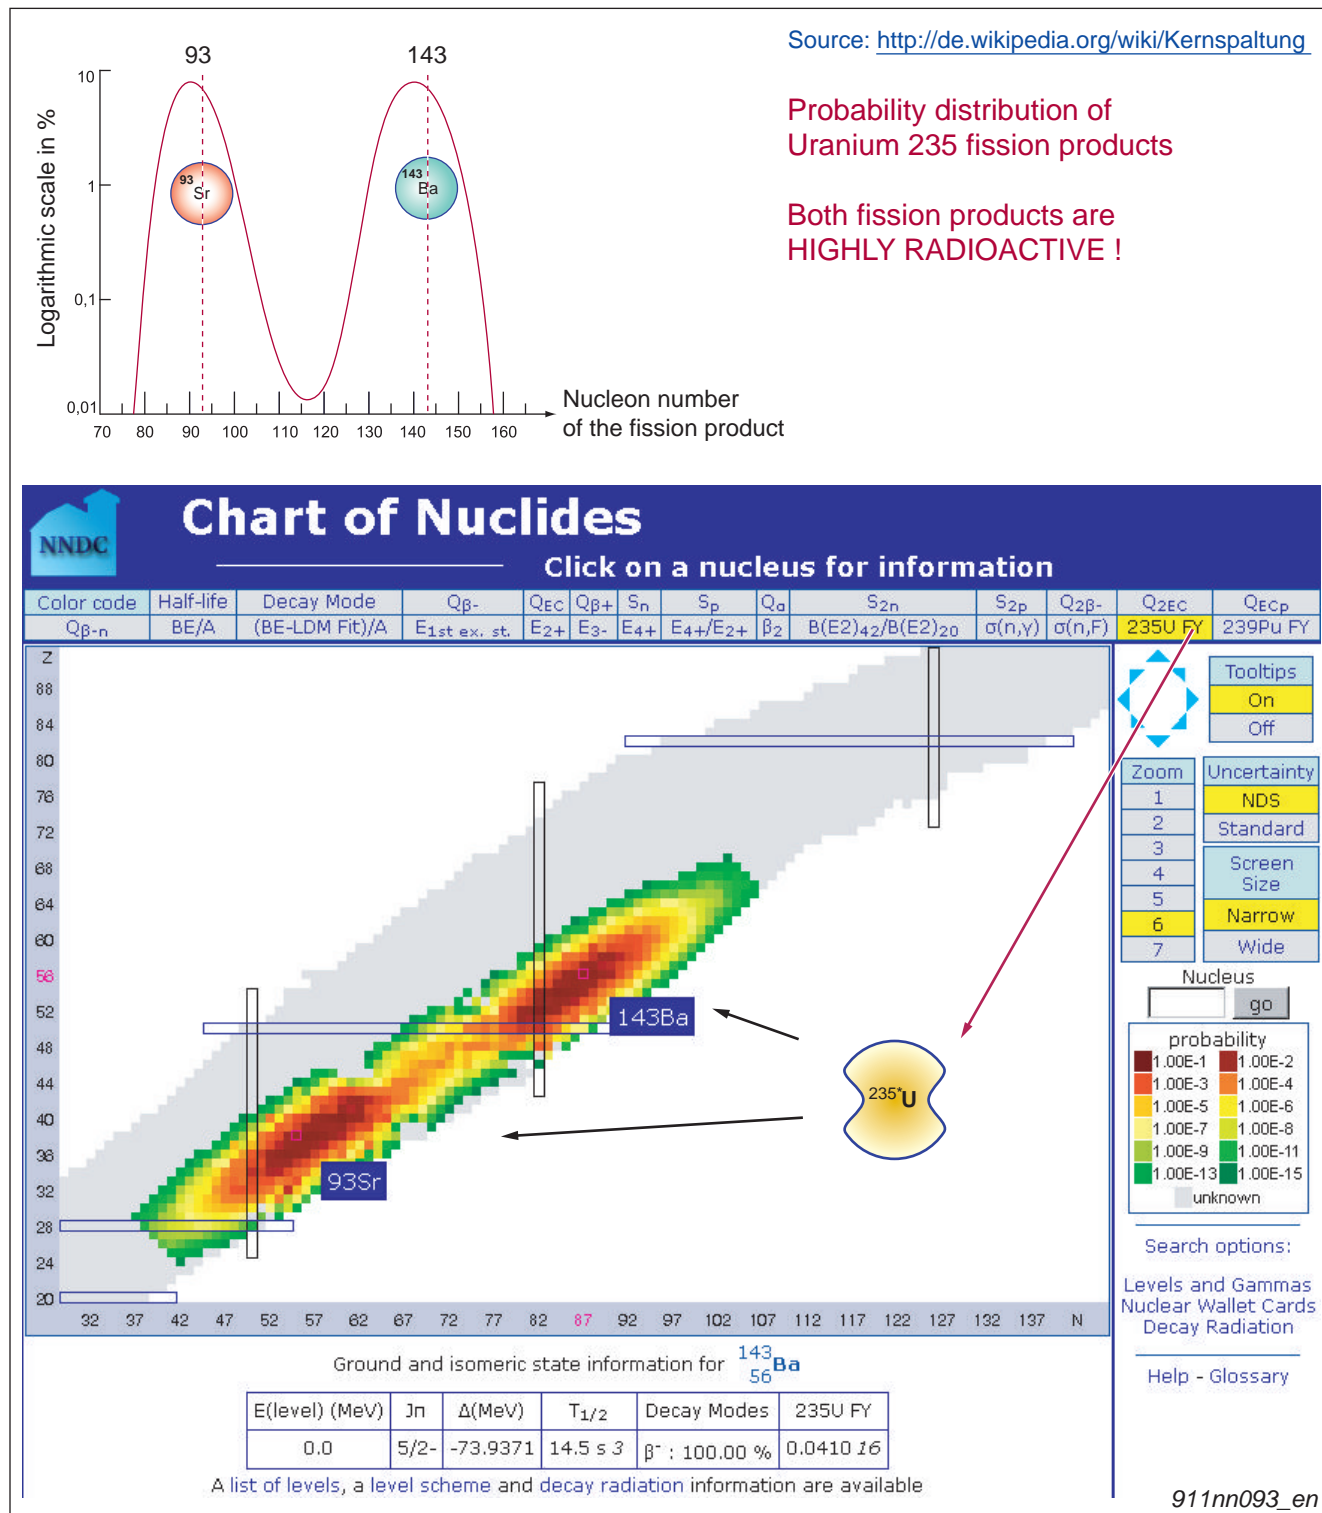 93
143
Source: http://de.wikipedia.org/wiki/Kernspaltung
Probability distribution of
Uranium 235 fission products
Both fission products are
HIGHLY RADIOACTIVE !
Logarithmic scale in %
10
1
0,1
0,01
93
Sr
143
Ba
70 80 90 100 110 120 130 140 150 160
Nucleon number
of the fission product
NNDC
Chart of Nuclides
Click on a nucleus for information
Color code Half-life Decay Mode Qβ- QEC Qβ+ Sn Sp Qα S2n S2p Q2β- Q2EC QECp
Qβ-n BE/A (BE-LDM Fit)/A E1st ex. st. E2+ E3- E4+ E4+/E2+ β2 B(E2)42/B(E2)20 σ(n,γ) σ(n,F) 235U FY 239Pu FY
Z
88
84
80
76
72
68
64
60
56
52
48
44
40
36
32
28
24
20
32 37 42 47 52 57 62 67 72 77 82 87 92 97 102 107 112 117 122 127 132 137 N
143Ba
93Sr
235*U
Tooltips
On
Off
Zoom
1
2
3
4
5
6
7
Uncertainty
NDS
Standard
Screen
Size
Narrow
Wide
Nucleus
go
probability
1.00E-1 1.00E-2
1.00E-3 1.00E-4
1.00E-5 1.00E-6
1.00E-7 1.00E-8
1.00E-9 1.00E-11
1.00E-13 1.00E-15
unknown
Search options:
Levels and Gammas
Nuclear Wallet Cards
Decay Radiation
Help - Glossary
Ground and isomeric state information for 143 56 Ba
E(level) (MeV) Jπ Δ(MeV) T1/2 Decay Modes 235U FY
0.0 5/2- -73.9371 14.5 s 3 β- : 100.00 % 0.0410 16
A list of levels, a level scheme and decay radiation information are available
911nn093_en